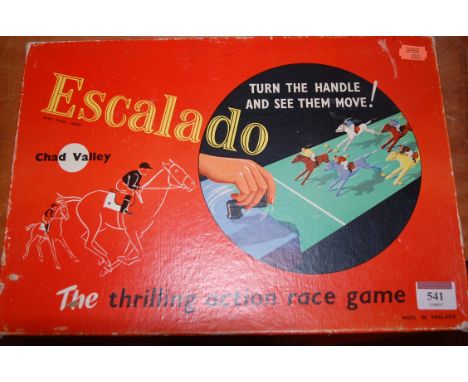 Escalado
TURN THE HANDLE
AND SEE THEM MOVE!
Chad Valley
The thrilling action race game
541
MADE IN ENGLAND